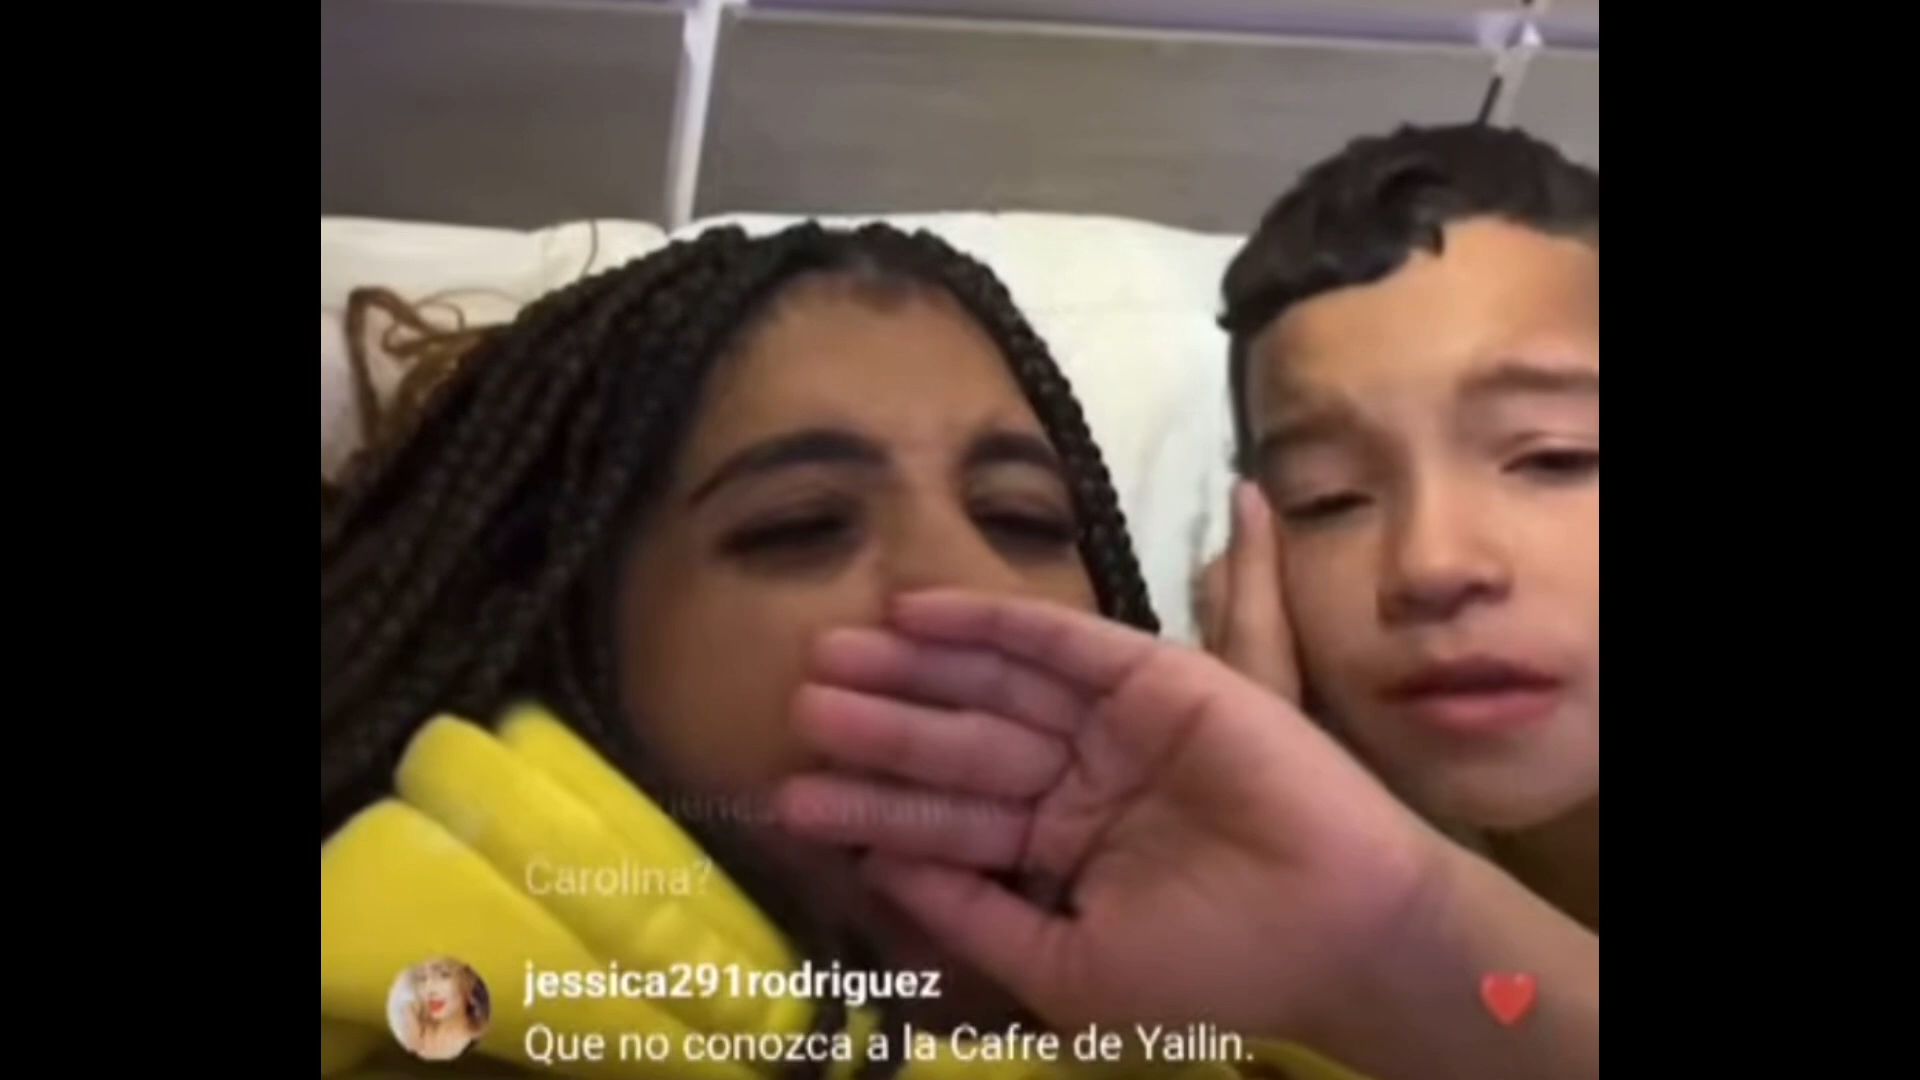 Carolina?
jessica291rodriguez
Que no conozca a la Cafre de Yailin.